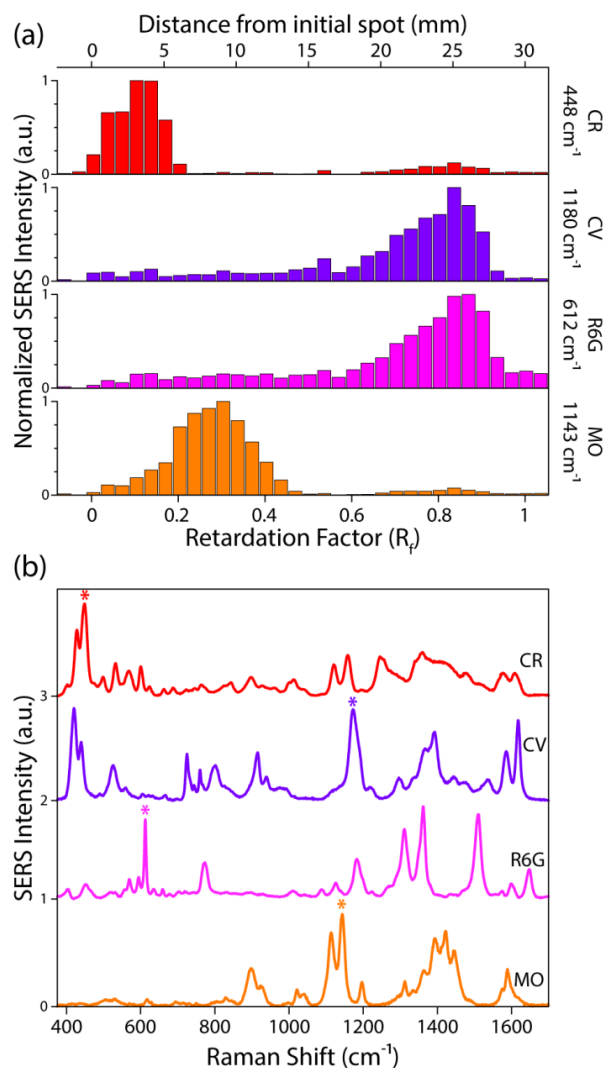 (a)
Distance from initial spot (mm)
0 5 10 15 20 25 30
Normalized SERS Intensity (a.u.)
1
0
CR
448 cm⁻¹
1
0
CV
1180 cm⁻¹
1
0
R6G
612 cm⁻¹
1
0
MO
1143 cm⁻¹
0 0.2 0.4 0.6 0.8 1
Retardation Factor (Rf)
(b)
SERS Intensity (a.u.)
*
CR
3
*
CV
2
*
R6G
1
*
MO
0
400 600 800 1000 1200 1400 1600
Raman Shift (cm⁻¹)